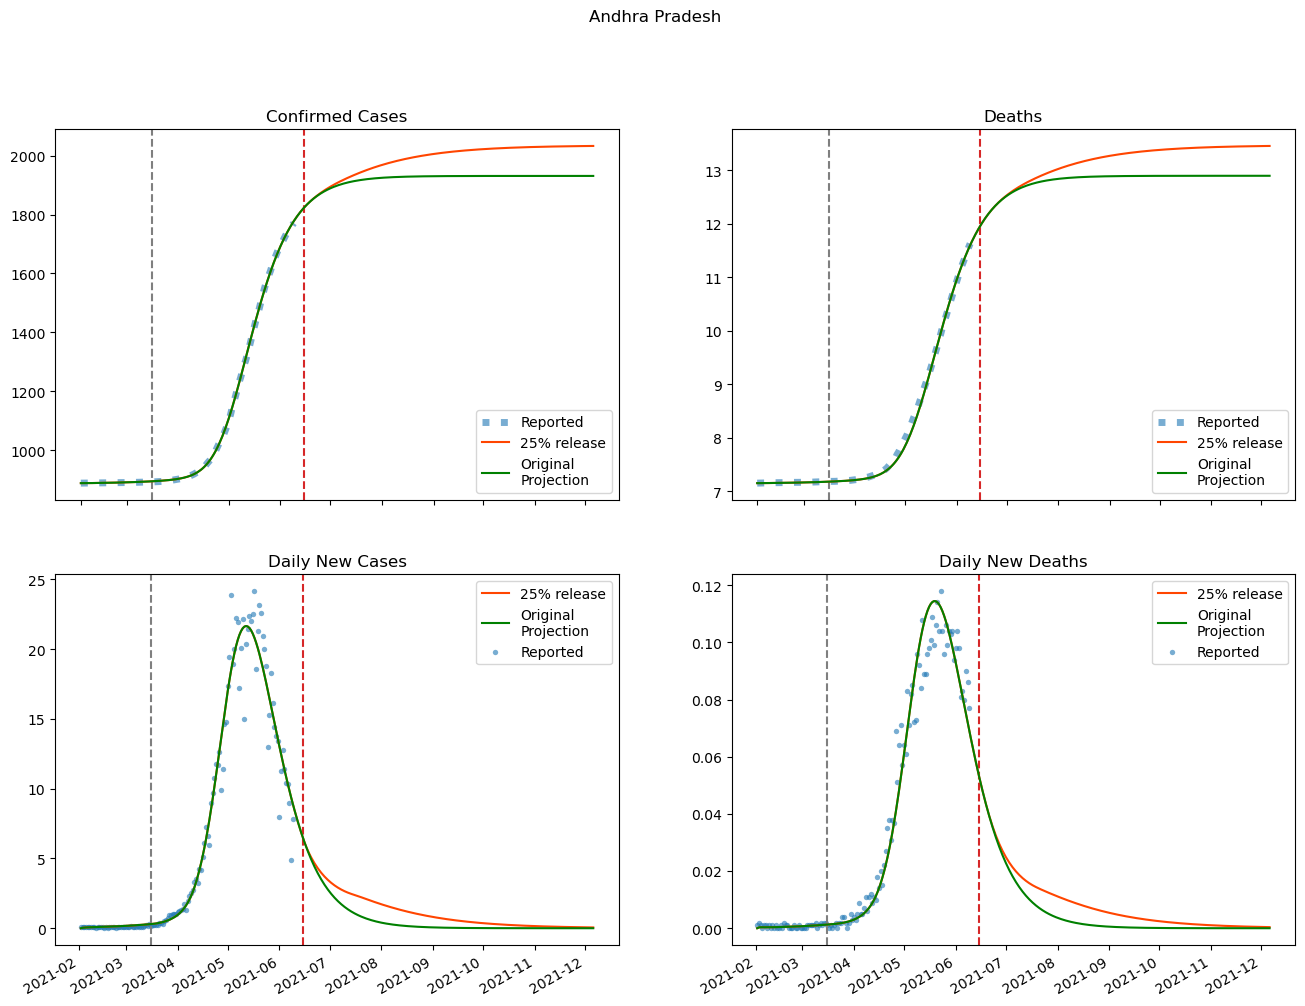 Andhra Pradesh
Confirmed Cases
2000
1800
1600
1400
1200
1000
Reported
25% release
Original
Projection
Deaths
13
12
11
10
9
8
7
Reported
25% release
Original
Projection
Daily New Cases
25
20
15
10
5
0
25% release
Original
Projection
Reported
2021-02
2021-03
2021-04
2021-05
2021-06
2021-07
2021-08
2021-09
2021-10
2021-11
2021-12
Daily New Deaths
0.12
0.10
0.08
0.06
0.04
0.02
0.00
25% release
Original
Projection
Reported
2021-02
2021-03
2021-04
2021-05
2021-06
2021-07
2021-08
2021-09
2021-10
2021-11
2021-12